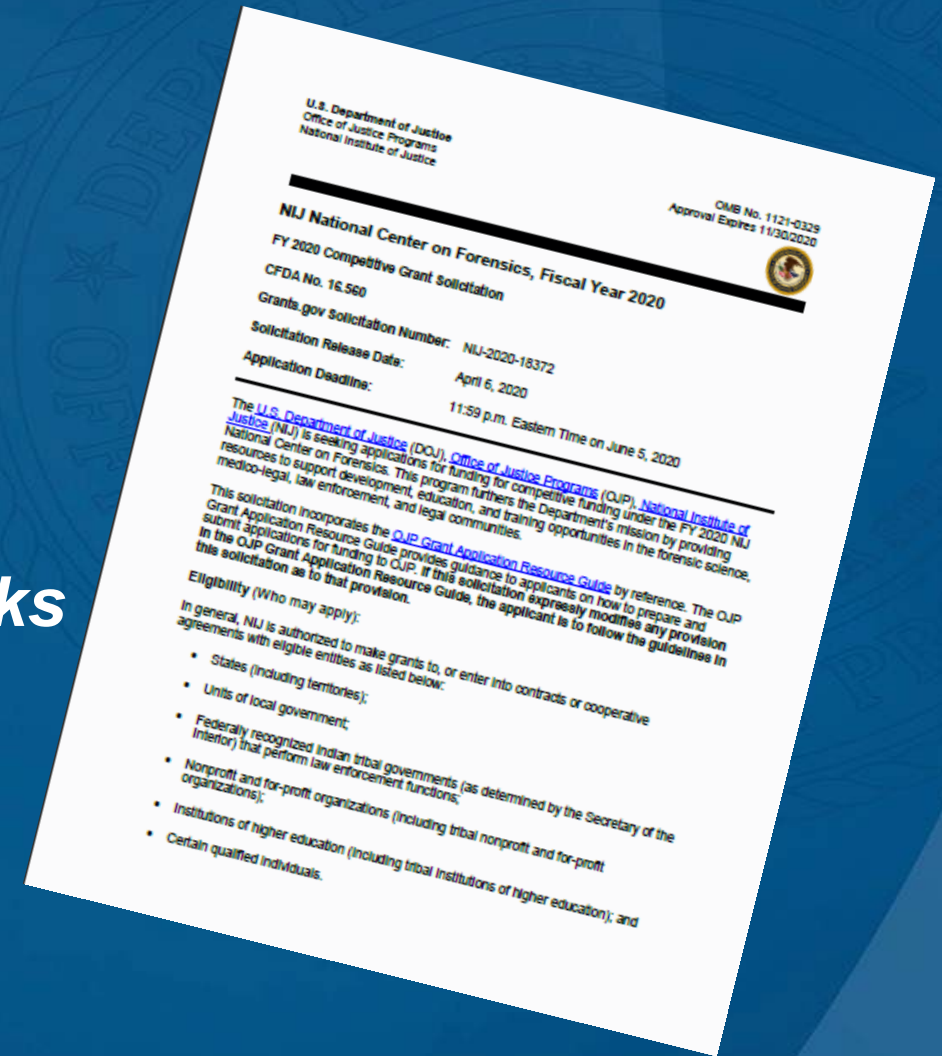 U.S. Department of Justice
Office of Justice Programs
National Institute of Justice
OMB No. 1121-0329
Approval Expires 11/30/2020
NIJ National Center on Forensics, Fiscal Year 2020
FY 2020 Competitive Grant Solicitation
CFDA No. 16.560
Grants.gov Solicitation Number: NIJ-2020-18372
Solicitation Release Date: April 6, 2020
Application Deadline: 11:59 p.m. Eastern Time on June 5, 2020
The U.S. Department of Justice (DOJ), Office of Justice Programs (OJP), National Institute of
Justice (NIJ) is seeking applications for funding for competitive funding under the FY 2020 NIJ
National Center on Forensics. This program furthers the Department's mission by providing
resources to support development, education, and training opportunities in the forensic science,
medico-legal, law enforcement, and legal communities.
This solicitation incorporates the OJP Grant Application Resource Guide by reference. The OJP
Grant Application Resource Guide provides guidance to applicants on how to prepare and
submit applications for funding to OJP. If this solicitation expressly modifies any provision
in the OJP Grant Application Resource Guide, the applicant is to follow the guidelines in
this solicitation as to that provision.
Eligibility (Who may apply):
In general, NIJ is authorized to make grants to, or enter into contracts or cooperative
agreements with eligible entities as listed below:
• States (including territories);
• Units of local government;
• Federally recognized Indian tribal governments (as determined by the Secretary of the
Interior) that perform law enforcement functions;
• Nonprofit and for-profit organizations (including tribal nonprofit and for-profit
organizations);
• Institutions of higher education (including tribal institutions of higher education); and
• Certain qualified individuals.
ks